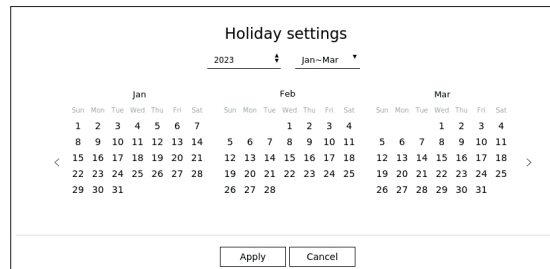 Holiday settings
2023 Jan~Mar
Jan Feb Mar
Sun Mon Tue Wed Thu Fri Sat Sun Mon Tue Wed Thu Fri Sat Sun Mon Tue Wed Thu Fri Sat
1 2 3 4 5 6 7 1 2 3 4 1 2 3 4
8 9 10 11 12 13 14 5 6 7 8 9 10 11 5 6 7 8 9 10 11
15 16 17 18 19 20 21 12 13 14 15 16 17 18 12 13 14 15 16 17 18
22 23 24 25 26 27 28 19 20 21 22 23 24 25 19 20 21 22 23 24 25
29 30 31 26 27 28 26 27 28 29 30 31
Apply Cancel